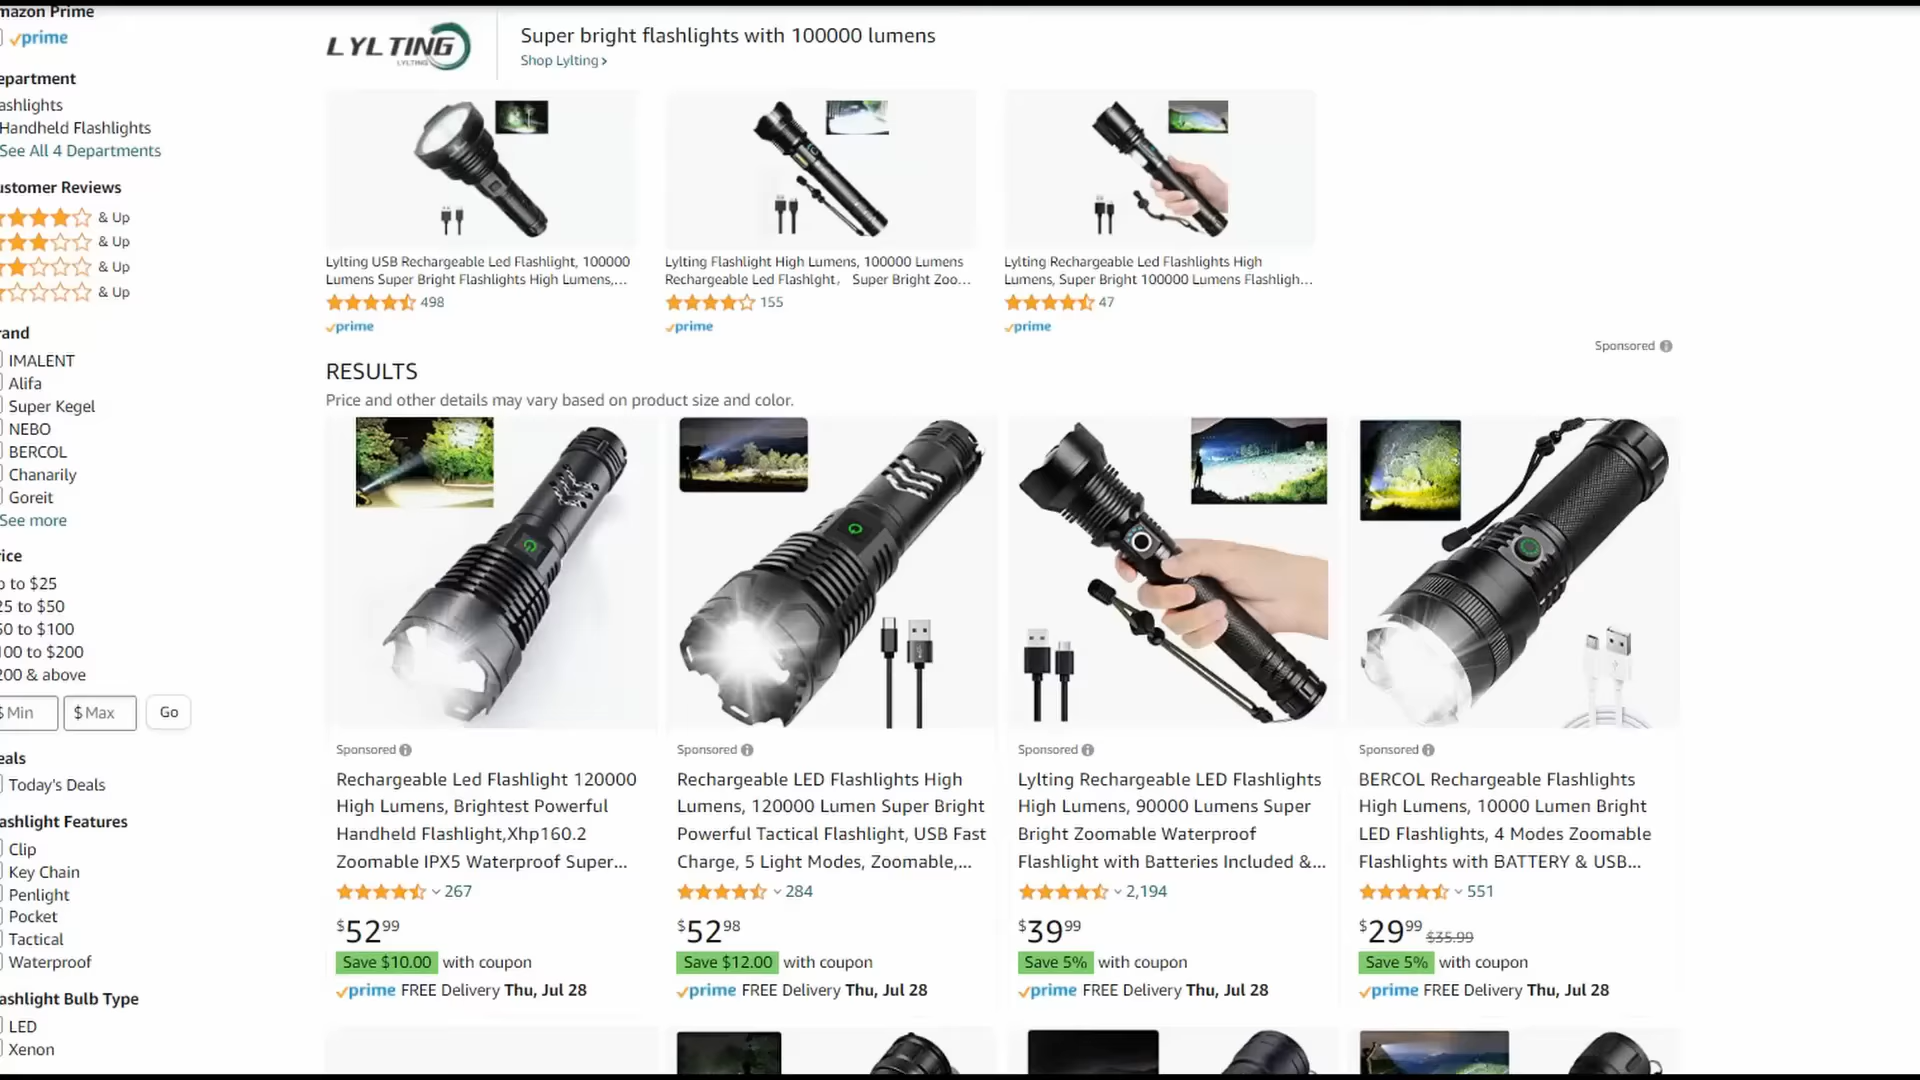 mazon Prime
prime
LYLTING
LYLTING
Super bright flashlights with 100000 lumens
Shop Lylting ›
epartment
ashlights
Handheld Flashlights
See All 4 Departments
ustomer Reviews
& Up
& Up
& Up
& Up
rand
IMALENT
Alifa
Super Kegel
NEBO
BERCOL
Chanarily
Goreit
See more
rice
p to $25
25 to $50
50 to $100
100 to $200
200 & above
$ Min
$ Max
Go
eals
Today's Deals
ashlight Features
Clip
Key Chain
Penlight
Pocket
Tactical
Waterproof
ashlight Bulb Type
LED
Xenon
Lylting USB Rechargeable Led Flashlight, 100000
Lumens Super Bright Flashlights High Lumens,...
498
prime
Lylting Flashlight High Lumens, 100000 Lumens
Rechargeable Led Flashlght， Super Bright Zoo...
155
prime
Lylting Rechargeable Led Flashlights High
Lumens, Super Bright 100000 Lumens Flashligh...
47
prime
Sponsored
RESULTS
Price and other details may vary based on product size and color.
Sponsored
Rechargeable Led Flashlight 120000
High Lumens, Brightest Powerful
Handheld Flashlight,Xhp160.2
Zoomable IPX5 Waterproof Super...
267
$52 99
Save $10.00 with coupon
prime FREE Delivery Thu, Jul 28
Sponsored
Rechargeable LED Flashlights High
Lumens, 120000 Lumen Super Bright
Powerful Tactical Flashlight, USB Fast
Charge, 5 Light Modes, Zoomable,...
284
$52 98
Save $12.00 with coupon
prime FREE Delivery Thu, Jul 28
Sponsored
Lylting Rechargeable LED Flashlights
High Lumens, 90000 Lumens Super
Bright Zoomable Waterproof
Flashlight with Batteries Included &...
2,194
$39 99
Save 5% with coupon
prime FREE Delivery Thu, Jul 28
Sponsored
BERCOL Rechargeable Flashlights
High Lumens, 10000 Lumen Bright
LED Flashlights, 4 Modes Zoomable
Flashlights with BATTERY & USB...
551
$29 99 $35.99
Save 5% with coupon
prime FREE Delivery Thu, Jul 28